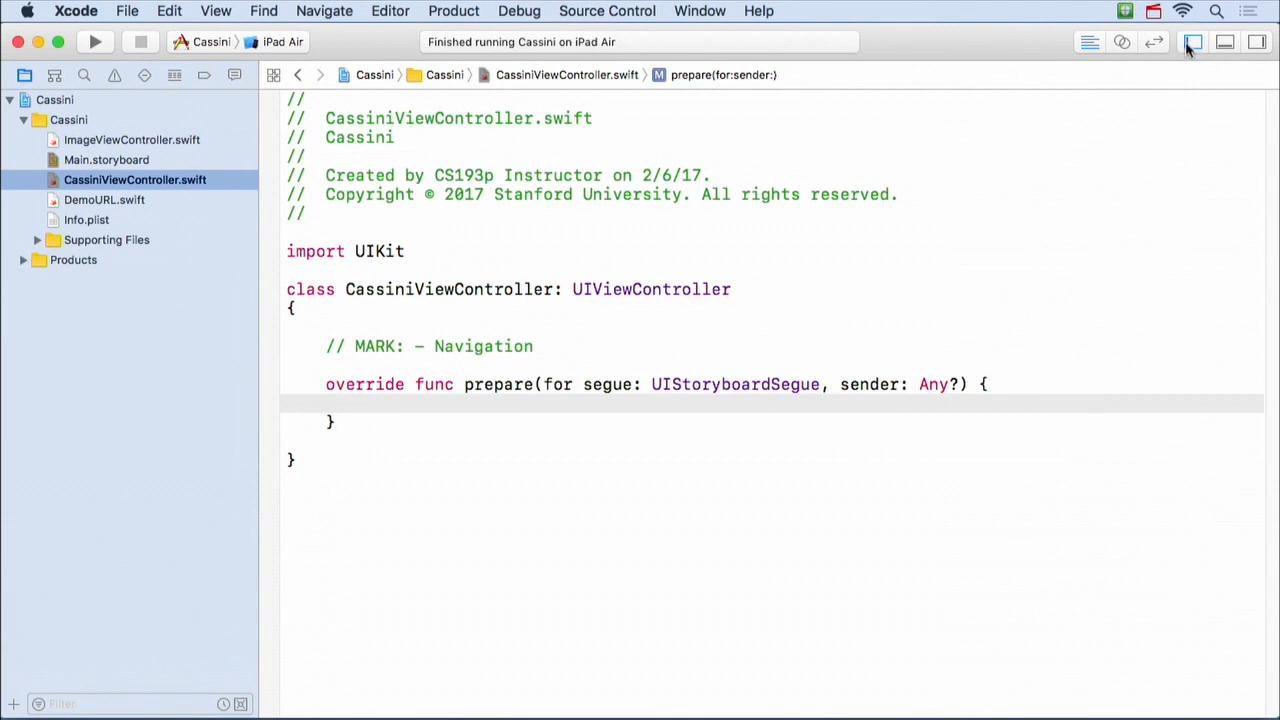 Xcode File Edit View Find Navigate Editor Product Debug Source Control Window Help
Cassini iPad Air Finished running Cassini on iPad Air
Cassini Cassini CassiniViewController.swift M prepare(for:sender:)
Cassini
Cassini
ImageViewController.swift
Main.storyboard
CassiniViewController.swift
DemoURL.swift
Info.plist
Supporting Files
Products
Filter
//
// CassiniViewController.swift
// Cassini
//
// Created by CS193p Instructor on 2/6/17.
// Copyright © 2017 Stanford University. All rights reserved.
//
import UIKit
class CassiniViewController: UIViewController
{
// MARK: - Navigation
override func prepare(for segue: UIStoryboardSegue, sender: Any?) {
}
}